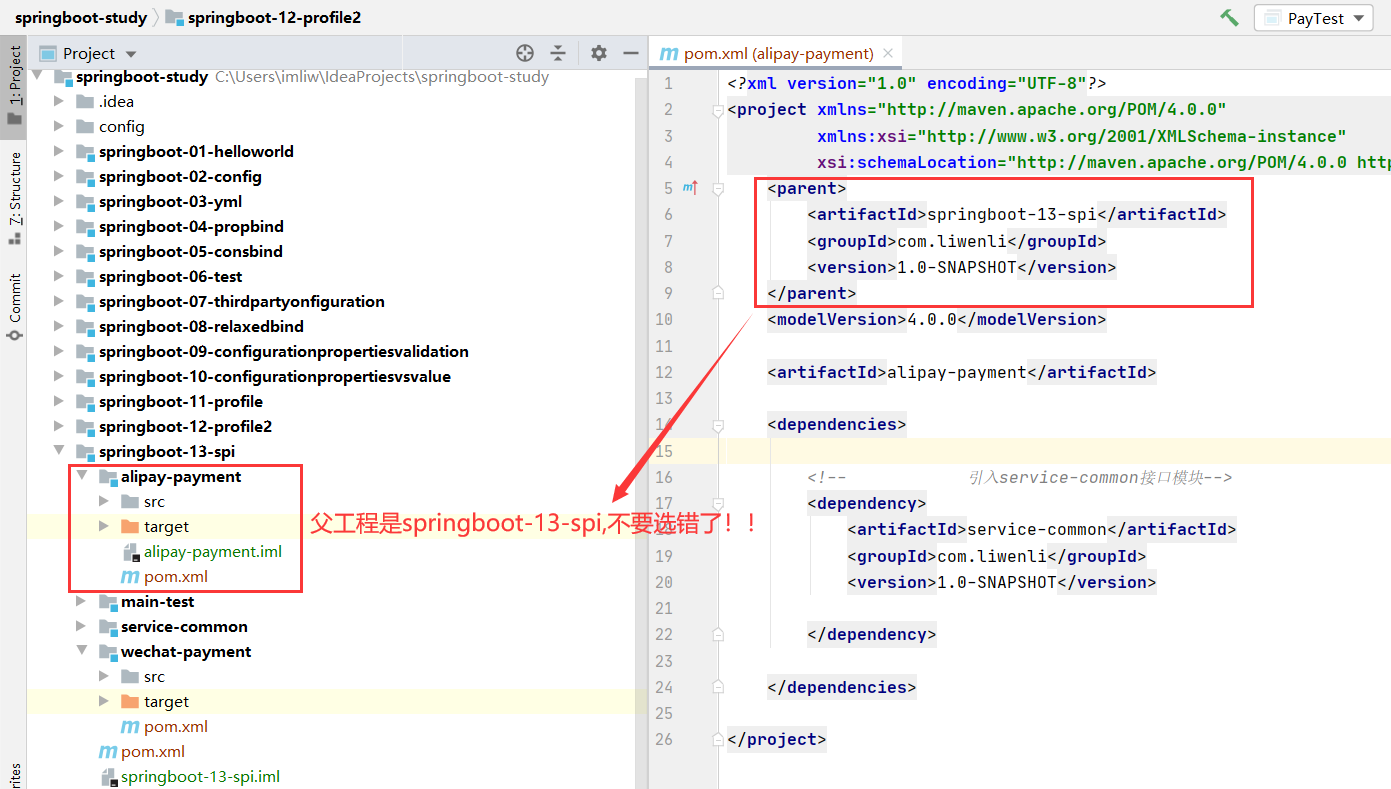 springboot-study springboot-12-profile2
PayTest
Project
pom.xml (alipay-payment)
1: Project
7: Structure
Commit
rites
springboot-study C:\Users\imliw\IdeaProjects\springboot-study
.idea
config
springboot-01-helloworld
springboot-02-config
springboot-03-yml
springboot-04-propbind
springboot-05-consbind
springboot-06-test
springboot-07-thirdpartyonfiguration
springboot-08-relaxedbind
springboot-09-configurationpropertiesvalidation
springboot-10-configurationpropertiesvsvalue
springboot-11-profile
springboot-12-profile2
springboot-13-spi
alipay-payment
src
target
alipay-payment.iml
pom.xml
main-test
service-common
wechat-payment
src
target
pom.xml
pom.xml
springboot-13-spi.iml
父工程是springboot-13-spi,不要选错了！！
1 <?xml version="1.0" encoding="UTF-8"?>
2 <project xmlns="http://maven.apache.org/POM/4.0.0"
3 xmlns:xsi="http://www.w3.org/2001/XMLSchema-instance"
4 xsi:schemaLocation="http://maven.apache.org/POM/4.0.0 http
5 <parent>
6 <artifactId>springboot-13-spi</artifactId>
7 <groupId>com.liwenli</groupId>
8 <version>1.0-SNAPSHOT</version>
9 </parent>
10 <modelVersion>4.0.0</modelVersion>
11
12 <artifactId>alipay-payment</artifactId>
13
14 <dependencies>
15
16 <!-- 引入service-common接口模块-->
17 <dependency>
18 <artifactId>service-common</artifactId>
19 <groupId>com.liwenli</groupId>
20 <version>1.0-SNAPSHOT</version>
21
22 </dependency>
23
24 </dependencies>
25
26 </project>